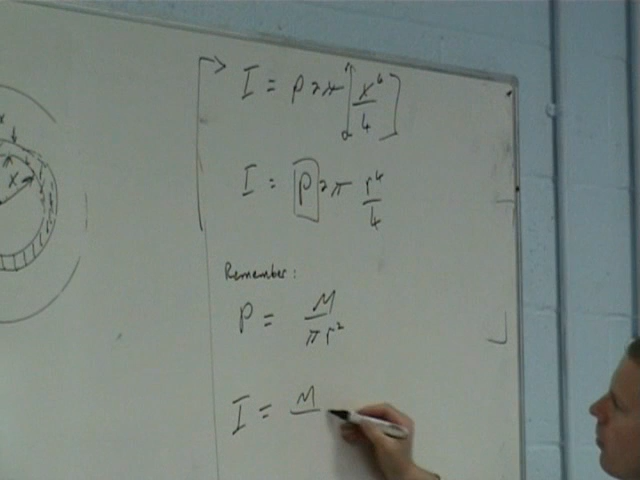 x
x
I = ρ2π [x⁴/4]
I = ρ2π r⁴/4
Remember:
ρ = M/πr²
I = M